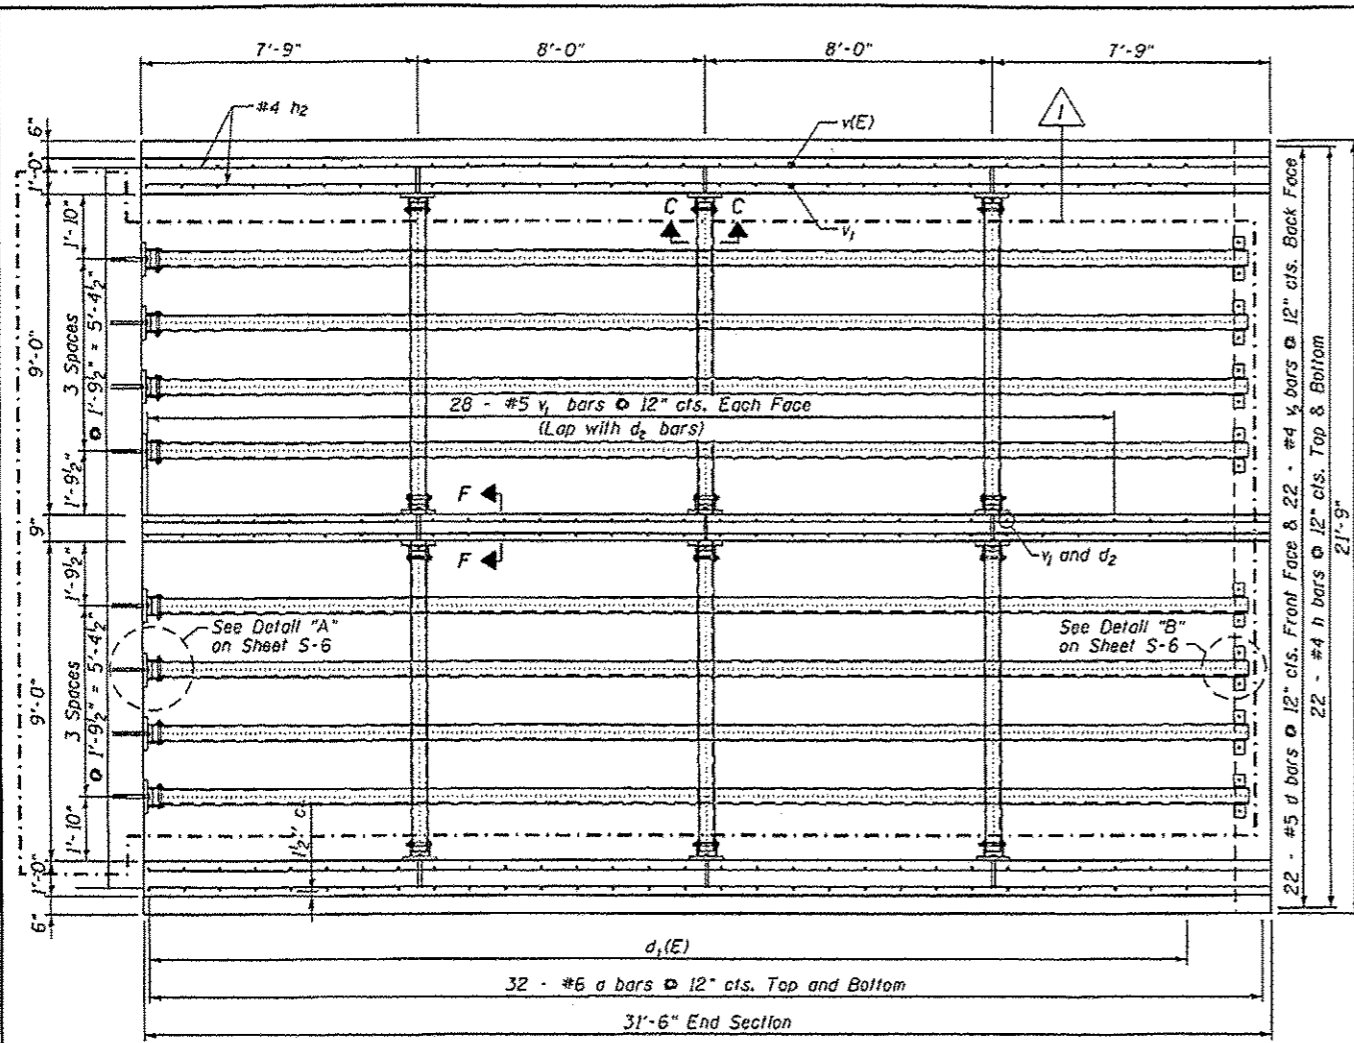 7'-9" 8'-0" 8'-0" 7'-9"
#4 h2
v(E)
1
6"
1'-0"
C C
v1
1'-10"
9'-0"
3 Spaces
@ 1'-9½" = 5'-4½"
28 - #5 v1 bars @ 12" cts. Each Face
(Lap with d2 bars)
1'-9½"
F
9"
F
v1 and d2
1'-9½"
See Detail "A"
on Sheet S-6
See Detail "B"
on Sheet S-6
9'-0"
3 Spaces
@ 1'-9½" = 5'-4½"
1'-10"
1½" c.
1'-0"
6"
22 - #5 d bars @ 12" cts. Front Face & 22 - #4 v2 bars @ 12" cts. Back Face
22 - #4 h bars @ 12" cts. Top & Bottom
21'-9"
d1(E)
32 - #6 a bars @ 12" cts. Top and Bottom
31'-6" End Section